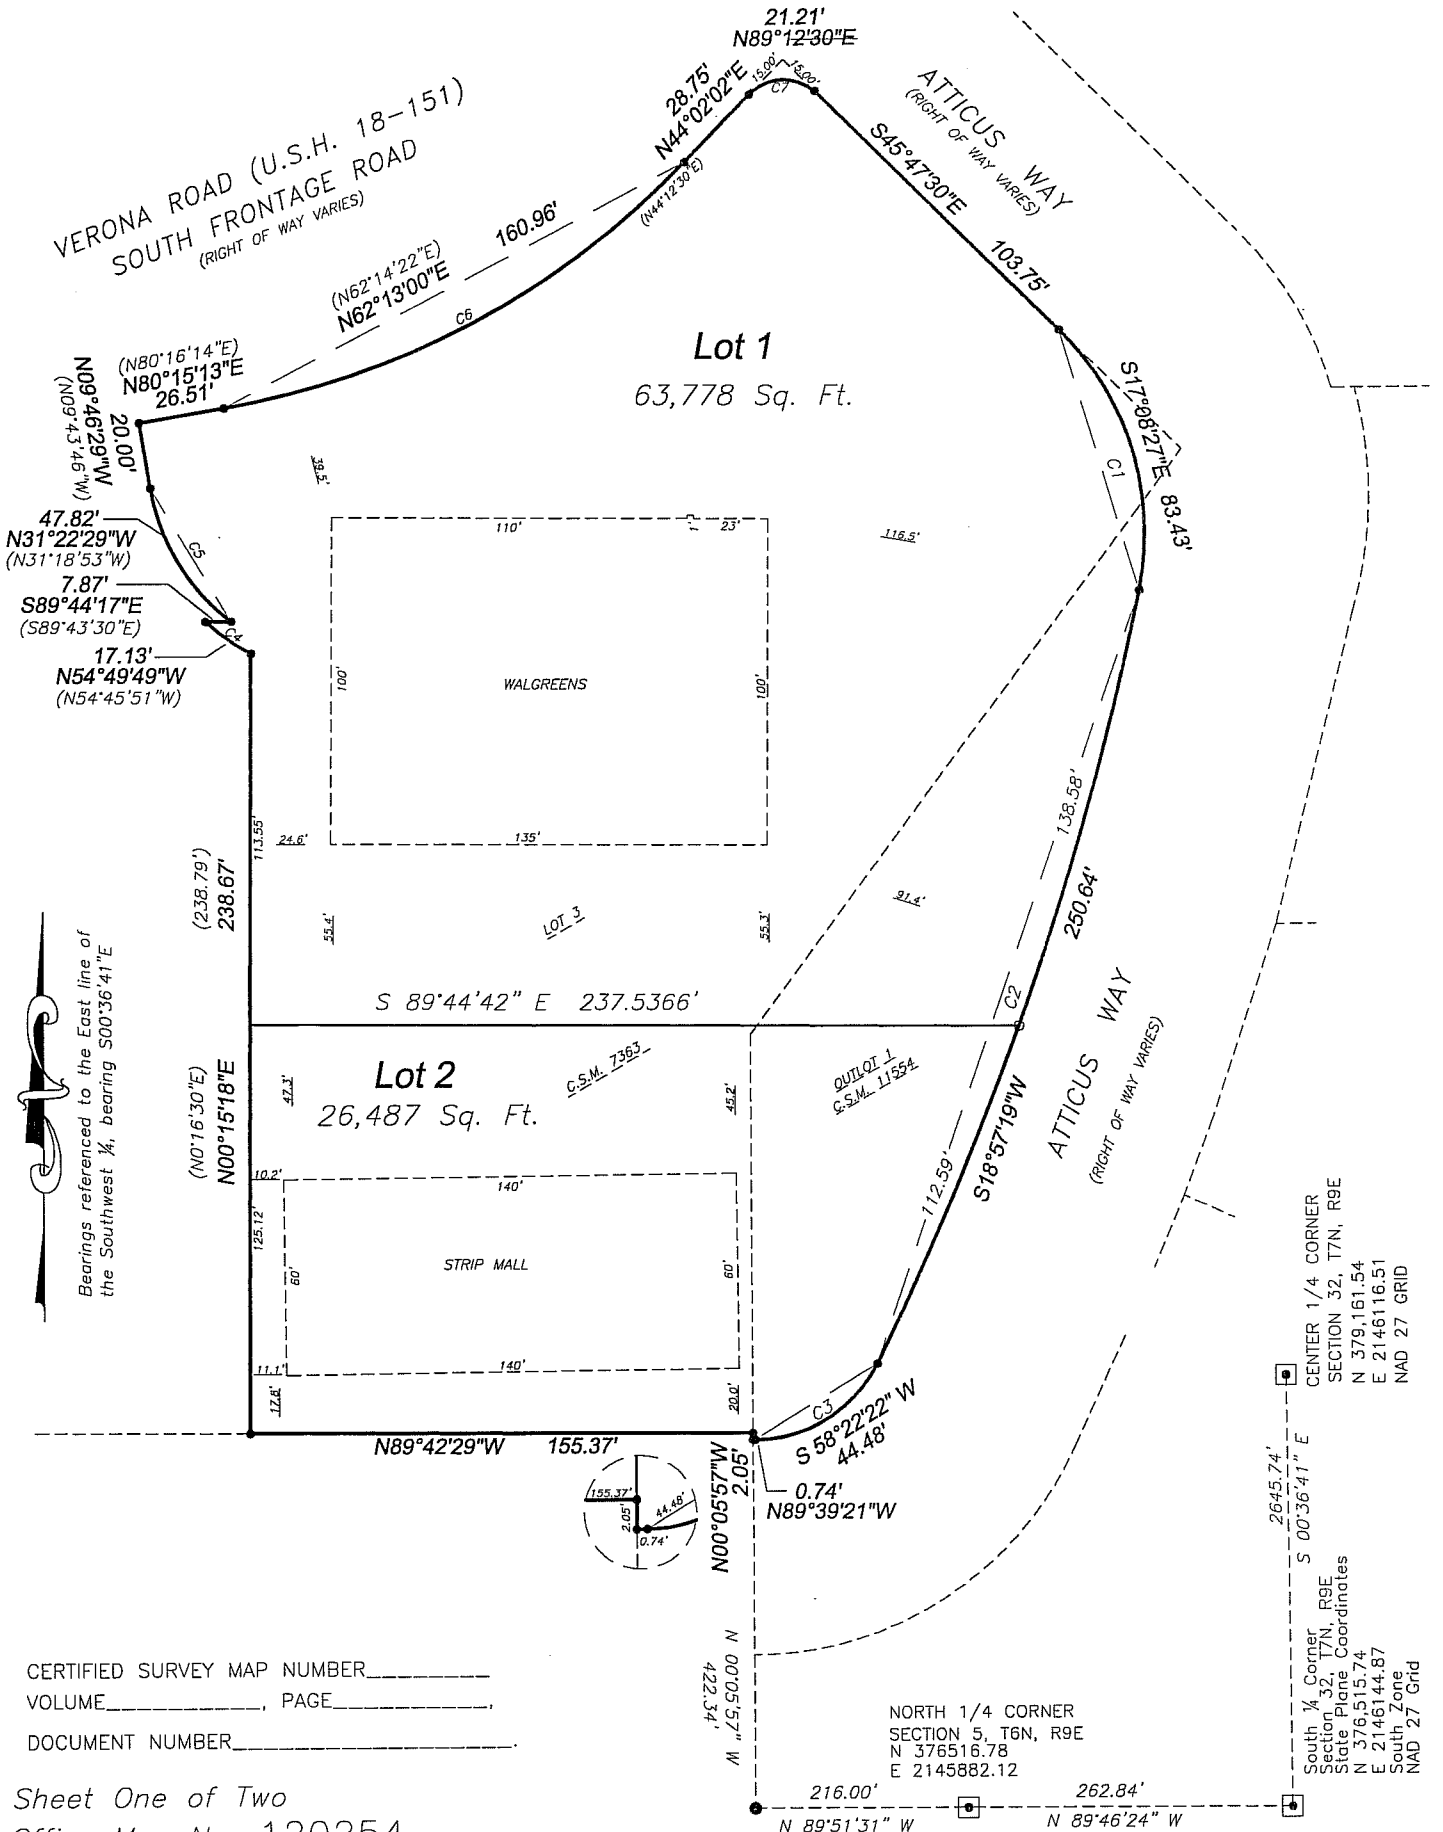 21.21'
N89°12'30"E
15.00'
15.00'
C7
28.75'
N44°02'02"E
(N44°12'30"E)
ATTICUS WAY
(RIGHT OF WAY VARIES)
VERONA ROAD (U.S.H. 18-151)
SOUTH FRONTAGE ROAD
(RIGHT OF WAY VARIES)
S45°47'30"E
103.75'
160.96'
(N62°14'22"E)
N62°13'00"E
C6
Lot 1
63,778 Sq. Ft.
(N80°16'14"E)
N80°15'13"E
26.51'
N09°46'29"W
(N09°43'46"W)
20.00'
S17°08'27"E 83.43'
C1
39.5'
110'
1'
23'
116.5'
47.82'
N31°22'29"W
(N31°18'53"W)
C5
7.87'
S89°44'17"E
(S89°43'30"E)
C4
17.13'
N54°49'49"W
(N54°45'51"W)
100'
WALGREENS
100'
138.58'
113.55'
24.6'
135'
(238.79')
238.67'
55.4'
LOT 3
55.3'
91.4'
250.64'
Bearings referenced to the East line of
the Southwest ¼, bearing S00°36'41"E
S 89°44'42" E 237.5366'
C2
ATTICUS WAY
(RIGHT OF WAY VARIES)
(N0°16'30"E)
N00°15'18"E
47.3'
Lot 2
26,487 Sq. Ft.
C.S.M. 7363
45.2'
OUTLOT 1
C.S.M. 11554
S18°57'19"W
112.59'
10.2'
140'
125.12'
60'
STRIP MALL
60'
11.1'
140'
17.8'
20.0'
C3
S 58°22'22" W
44.48'
N89°42'29"W 155.37'
N00°05'57"W
2.05'
0.74'
N89°39'21"W
155.37'
2.05'
44.48'
0.74'
CENTER 1/4 CORNER
SECTION 32, T7N, R9E
N 379,161.54
E 2146116.51
NAD 27 GRID
2645.74'
S 00°36'41" E
N 00°05'57" W
422.34'
CERTIFIED SURVEY MAP NUMBER
VOLUME, PAGE,
DOCUMENT NUMBER.
NORTH 1/4 CORNER
SECTION 5, T6N, R9E
N 376516.78
E 2145882.12
South ¼ Corner
Section 32, T7N, R9E
State Plane Coordinates
N 376,515.74
E 2146144.87
South Zone
NAD 27 Grid
216.00'
N 89°51'31" W
262.84'
N 89°46'24" W
Sheet One of Two
Office Map No. 120254